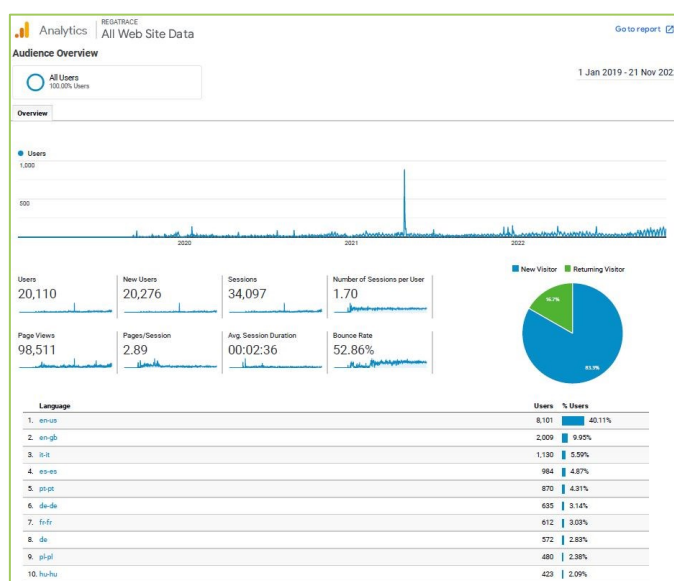 Analytics
REGATRACE
All Web Site Data
Go to report
Audience Overview
All Users
100.00% Users
1 Jan 2019 - 21 Nov 202
Overview
Users
1,000
500
2020 2021 2022
New Visitor Returning Visitor
Users New Users Sessions Number of Sessions per User
20,110 20,276 34,097 1.70
Page Views Pages/Session Avg. Session Duration Bounce Rate
98,511 2.89 00:02:36 52.86%
16.7%
Language Users % Users
1. en-us 8,101 40.11%
2. en-gb 2,009 9.95%
3. it-it 1,130 5.59%
4. es-es 984 4.87%
5. pt-pt 870 4.31%
6. de-de 635 3.14%
7. fr-fr 612 3.03%
8. de 572 2.83%
9. pl-pl 480 2.38%
10. hu-hu 423 2.09%